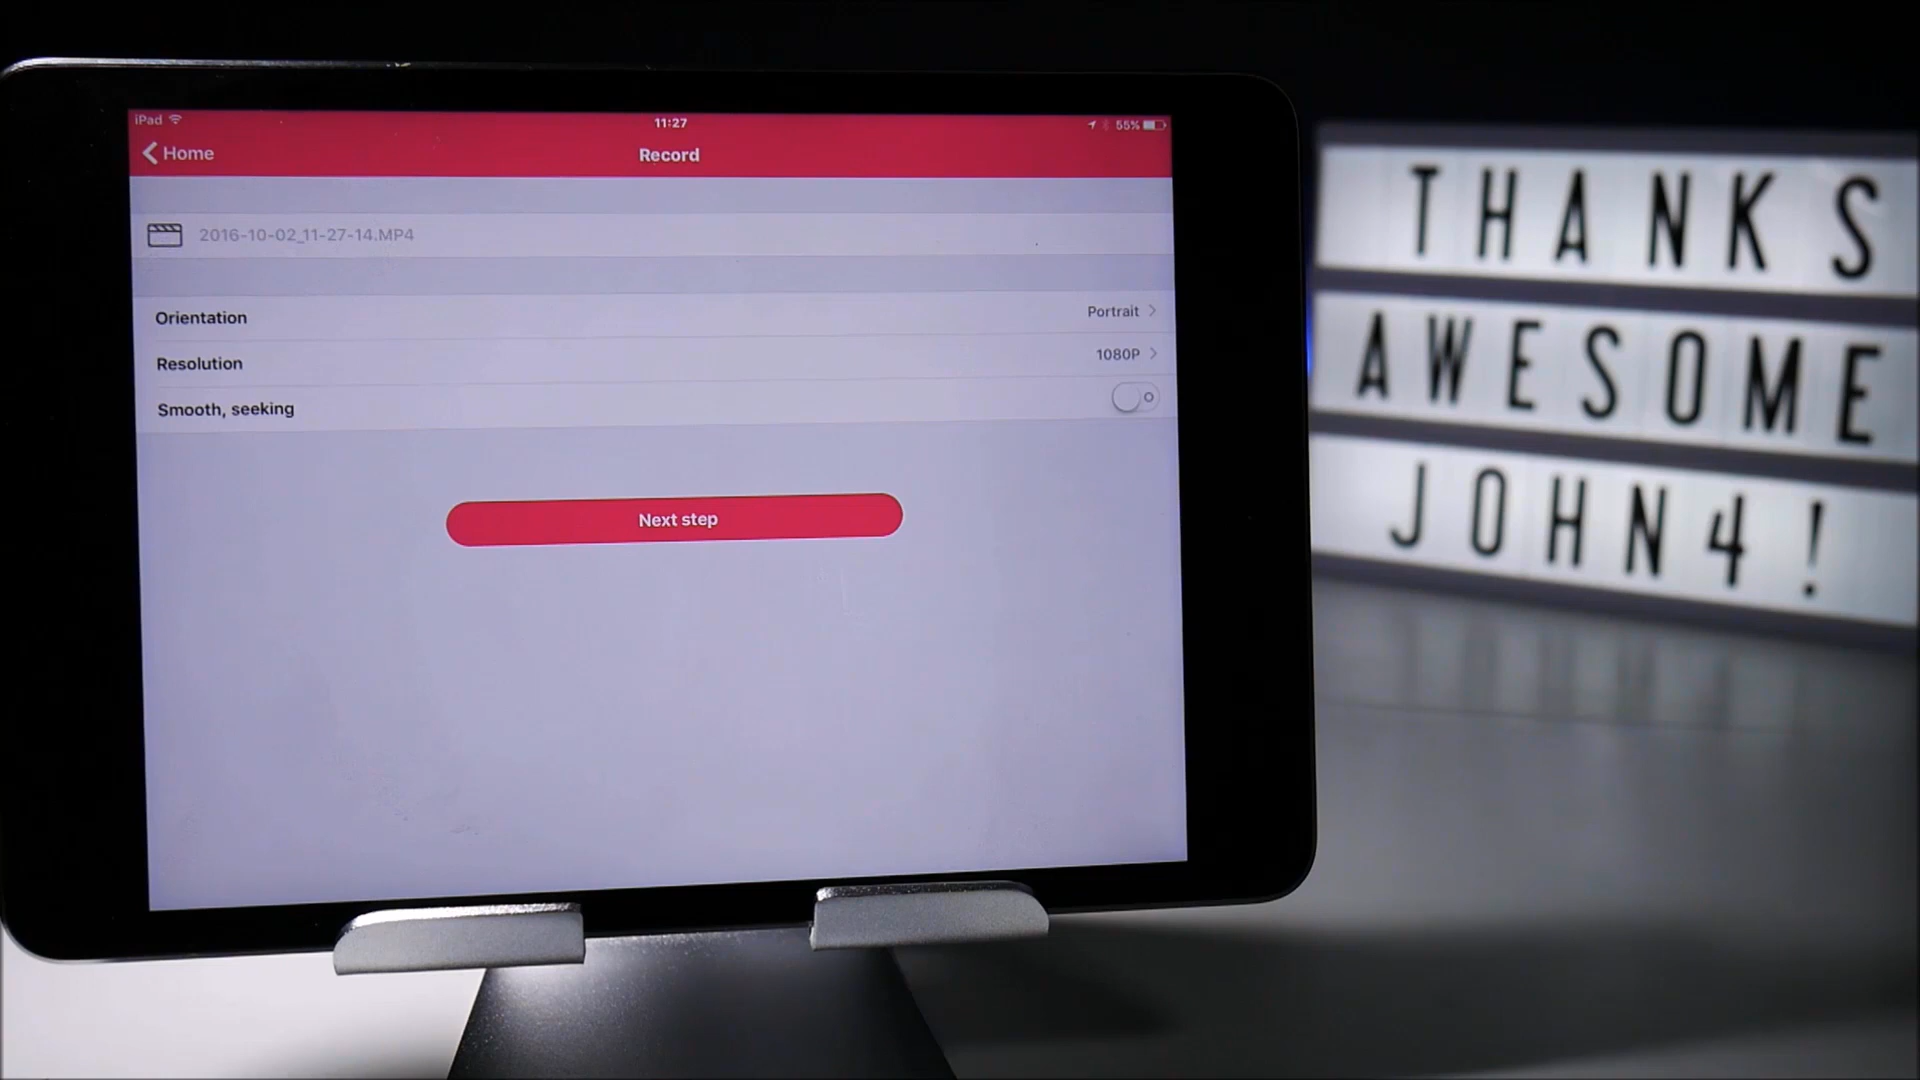 iPad
11:27
55%
Home
Record
2016-10-02_11-27-14.MP4
Orientation
Portrait
Resolution
1080P
Smooth, seeking
Next step
THANKS
AWESOME
JOHN4!